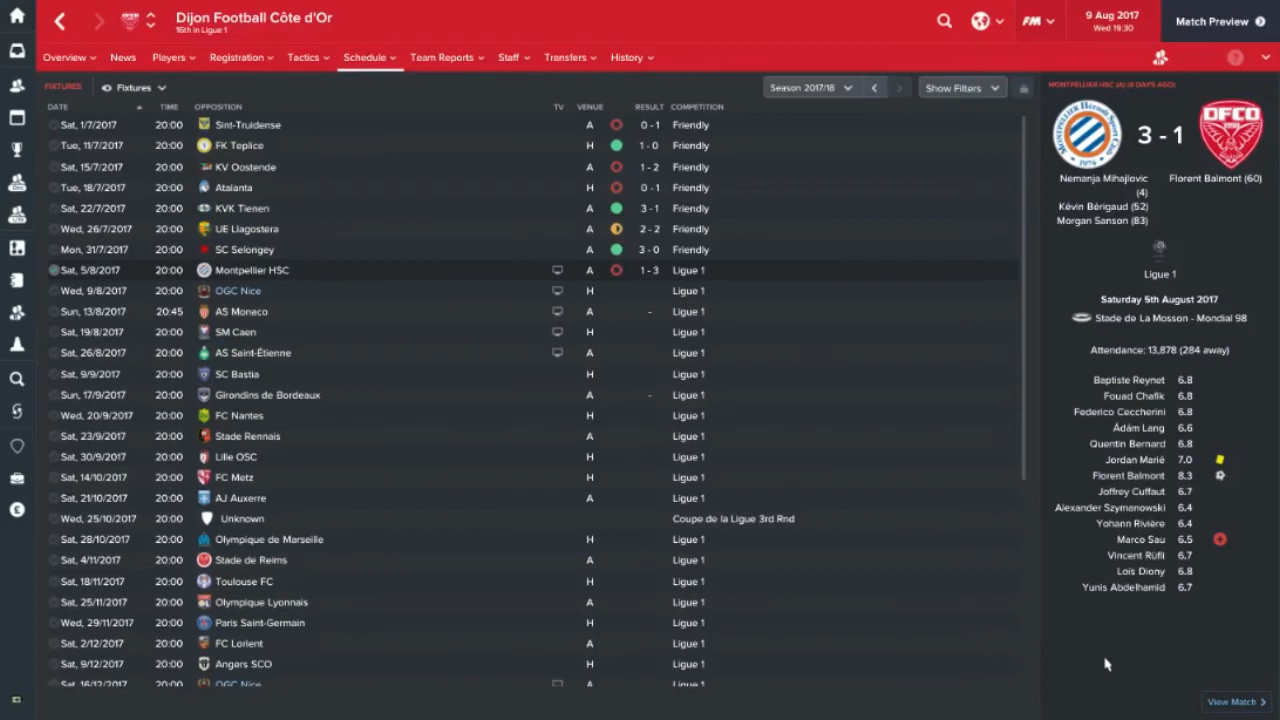 Dijon Football Côte d'Or
16th in Ligue 1
FM
9 Aug 2017
Wed 19:30
Match Preview
Overview News Players Registration Tactics Schedule Team Reports Staff Transfers History
FIXTURES Fixtures Season 2017/18 Show Filters
DATE TIME OPPOSITION TV VENUE RESULT COMPETITION
Sat, 1/7/2017 20:00 Sint-Truidense A 0 - 1 Friendly
Tue, 11/7/2017 20:00 FK Teplice H 1 - 0 Friendly
Sat, 15/7/2017 20:00 KV Oostende A 1 - 2 Friendly
Tue, 18/7/2017 20:00 Atalanta H 0 - 1 Friendly
Sat, 22/7/2017 20:00 KVK Tienen A 3 - 1 Friendly
Wed, 26/7/2017 20:00 UE Llagostera A 2 - 2 Friendly
Mon, 31/7/2017 20:00 SC Selongey A 3 - 0 Friendly
Sat, 5/8/2017 20:00 Montpellier HSC A 1 - 3 Ligue 1
Wed, 9/8/2017 20:00 OGC Nice H Ligue 1
Sun, 13/8/2017 20:45 AS Monaco A - Ligue 1
Sat, 19/8/2017 20:00 SM Caen H Ligue 1
Sat, 26/8/2017 20:00 AS Saint-Étienne A Ligue 1
Sat, 9/9/2017 20:00 SC Bastia H Ligue 1
Sun, 17/9/2017 20:00 Girondins de Bordeaux A - Ligue 1
Wed, 20/9/2017 20:00 FC Nantes H Ligue 1
Sat, 23/9/2017 20:00 Stade Rennais A Ligue 1
Sat, 30/9/2017 20:00 Lille OSC H Ligue 1
Sat, 14/10/2017 20:00 FC Metz H Ligue 1
Sat, 21/10/2017 20:00 AJ Auxerre A Ligue 1
Wed, 25/10/2017 20:00 Unknown Coupe de la Ligue 3rd Rnd
Sat, 28/10/2017 20:00 Olympique de Marseille H Ligue 1
Sat, 4/11/2017 20:00 Stade de Reims A Ligue 1
Sat, 18/11/2017 20:00 Toulouse FC H Ligue 1
Sat, 25/11/2017 20:00 Olympique Lyonnais A Ligue 1
Wed, 29/11/2017 20:00 Paris Saint-Germain H Ligue 1
Sat, 2/12/2017 20:00 FC Lorient A Ligue 1
Sat, 9/12/2017 20:00 Angers SCO H Ligue 1
Sat, 16/12/2017 20:00 OGC Nice A Ligue 1
MONTPELLIER HSC (A) (4 DAYS AGO)
DFCO
3 - 1
Nemanja Mihajlovic (4)
Kévin Bérigaud (52)
Morgan Sanson (83)
Florent Balmont (60)
Ligue 1
Saturday 5th August 2017
Stade de La Mosson - Mondial 98
Attendance: 13,878 (284 away)
Baptiste Reynet 6.8
Fouad Chafik 6.8
Federico Ceccherini 6.8
Ádám Lang 6.6
Quentin Bernard 6.8
Jordan Marié 7.0
Florent Balmont 8.3
Joffrey Cuffaut 6.7
Alexander Szymanowski 6.4
Yohann Rivière 6.4
Marco Sau 6.5
Vincent Rüfli 6.7
Loïs Diony 6.8
Yunis Abdelhamid 6.7
View Match